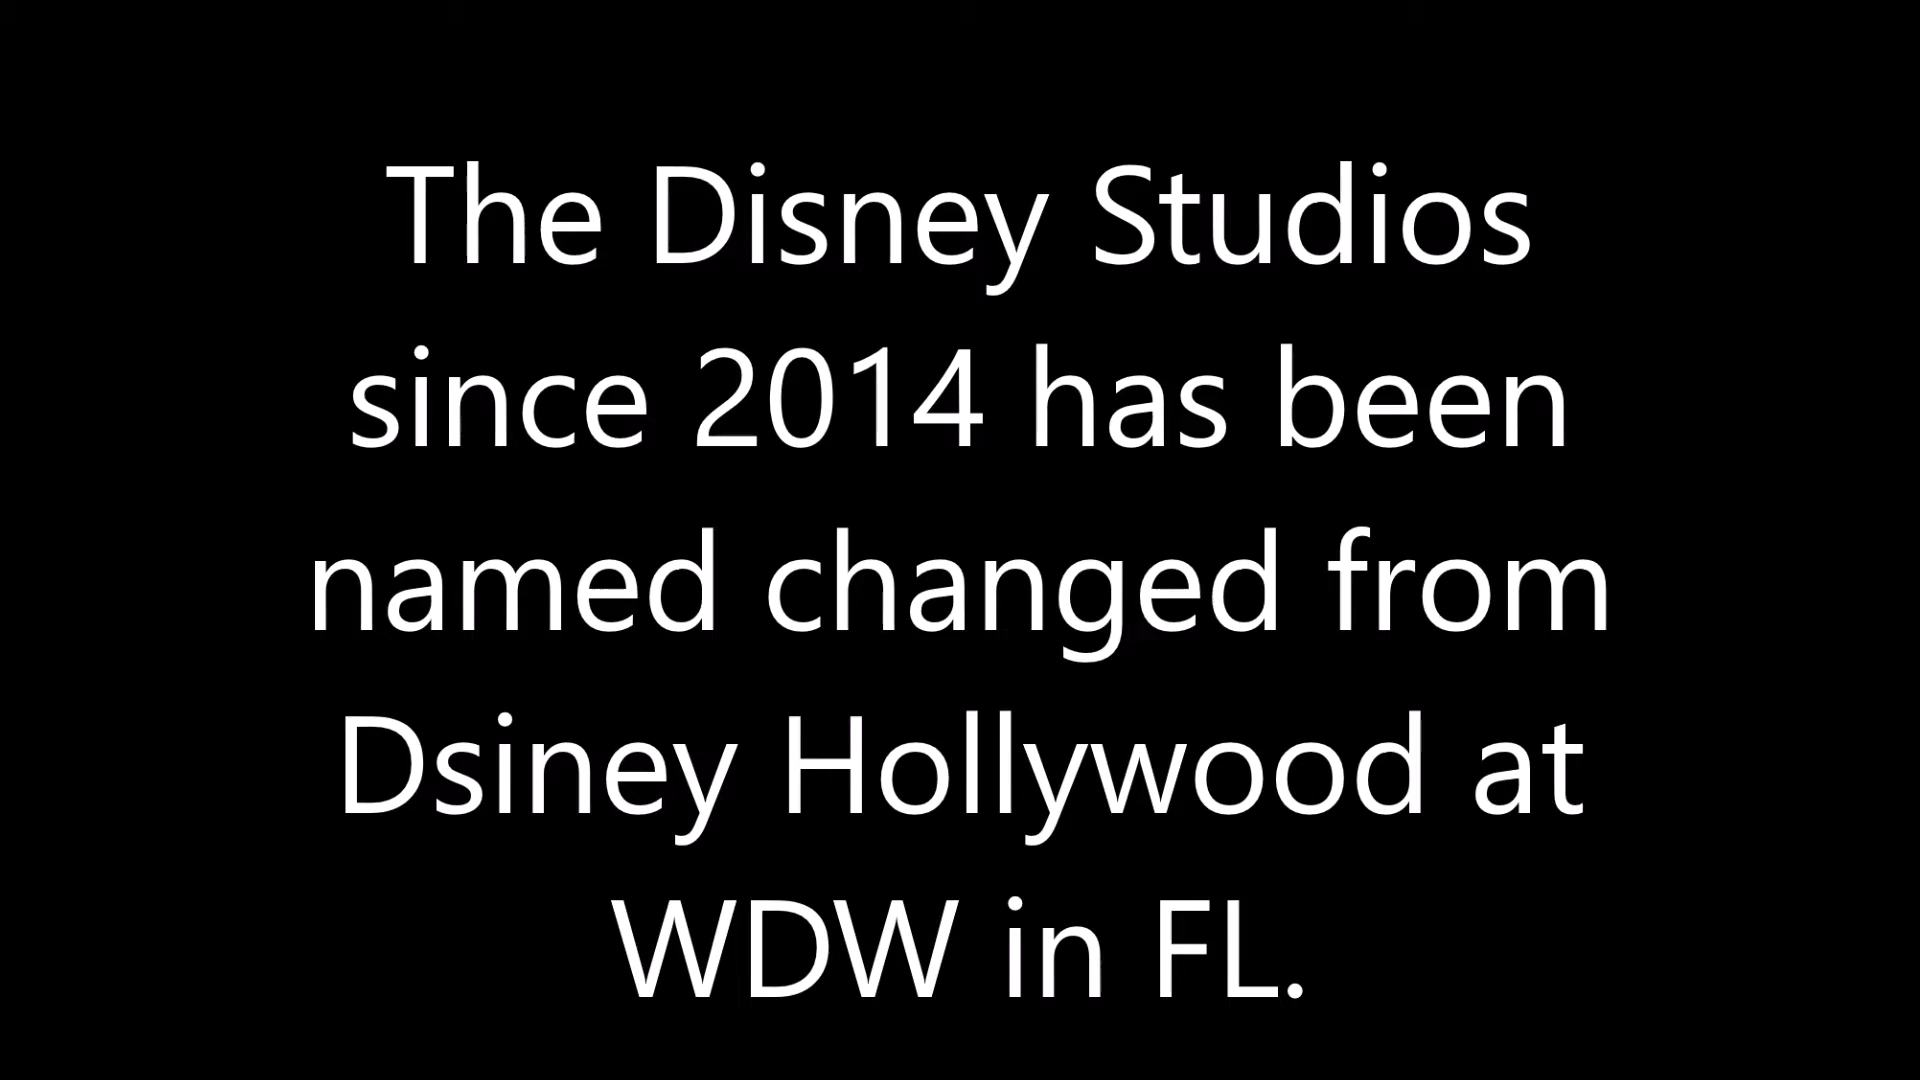 The Disney Studios
since 2014 has been
named changed from
Dsiney Hollywood at
WDW in FL.